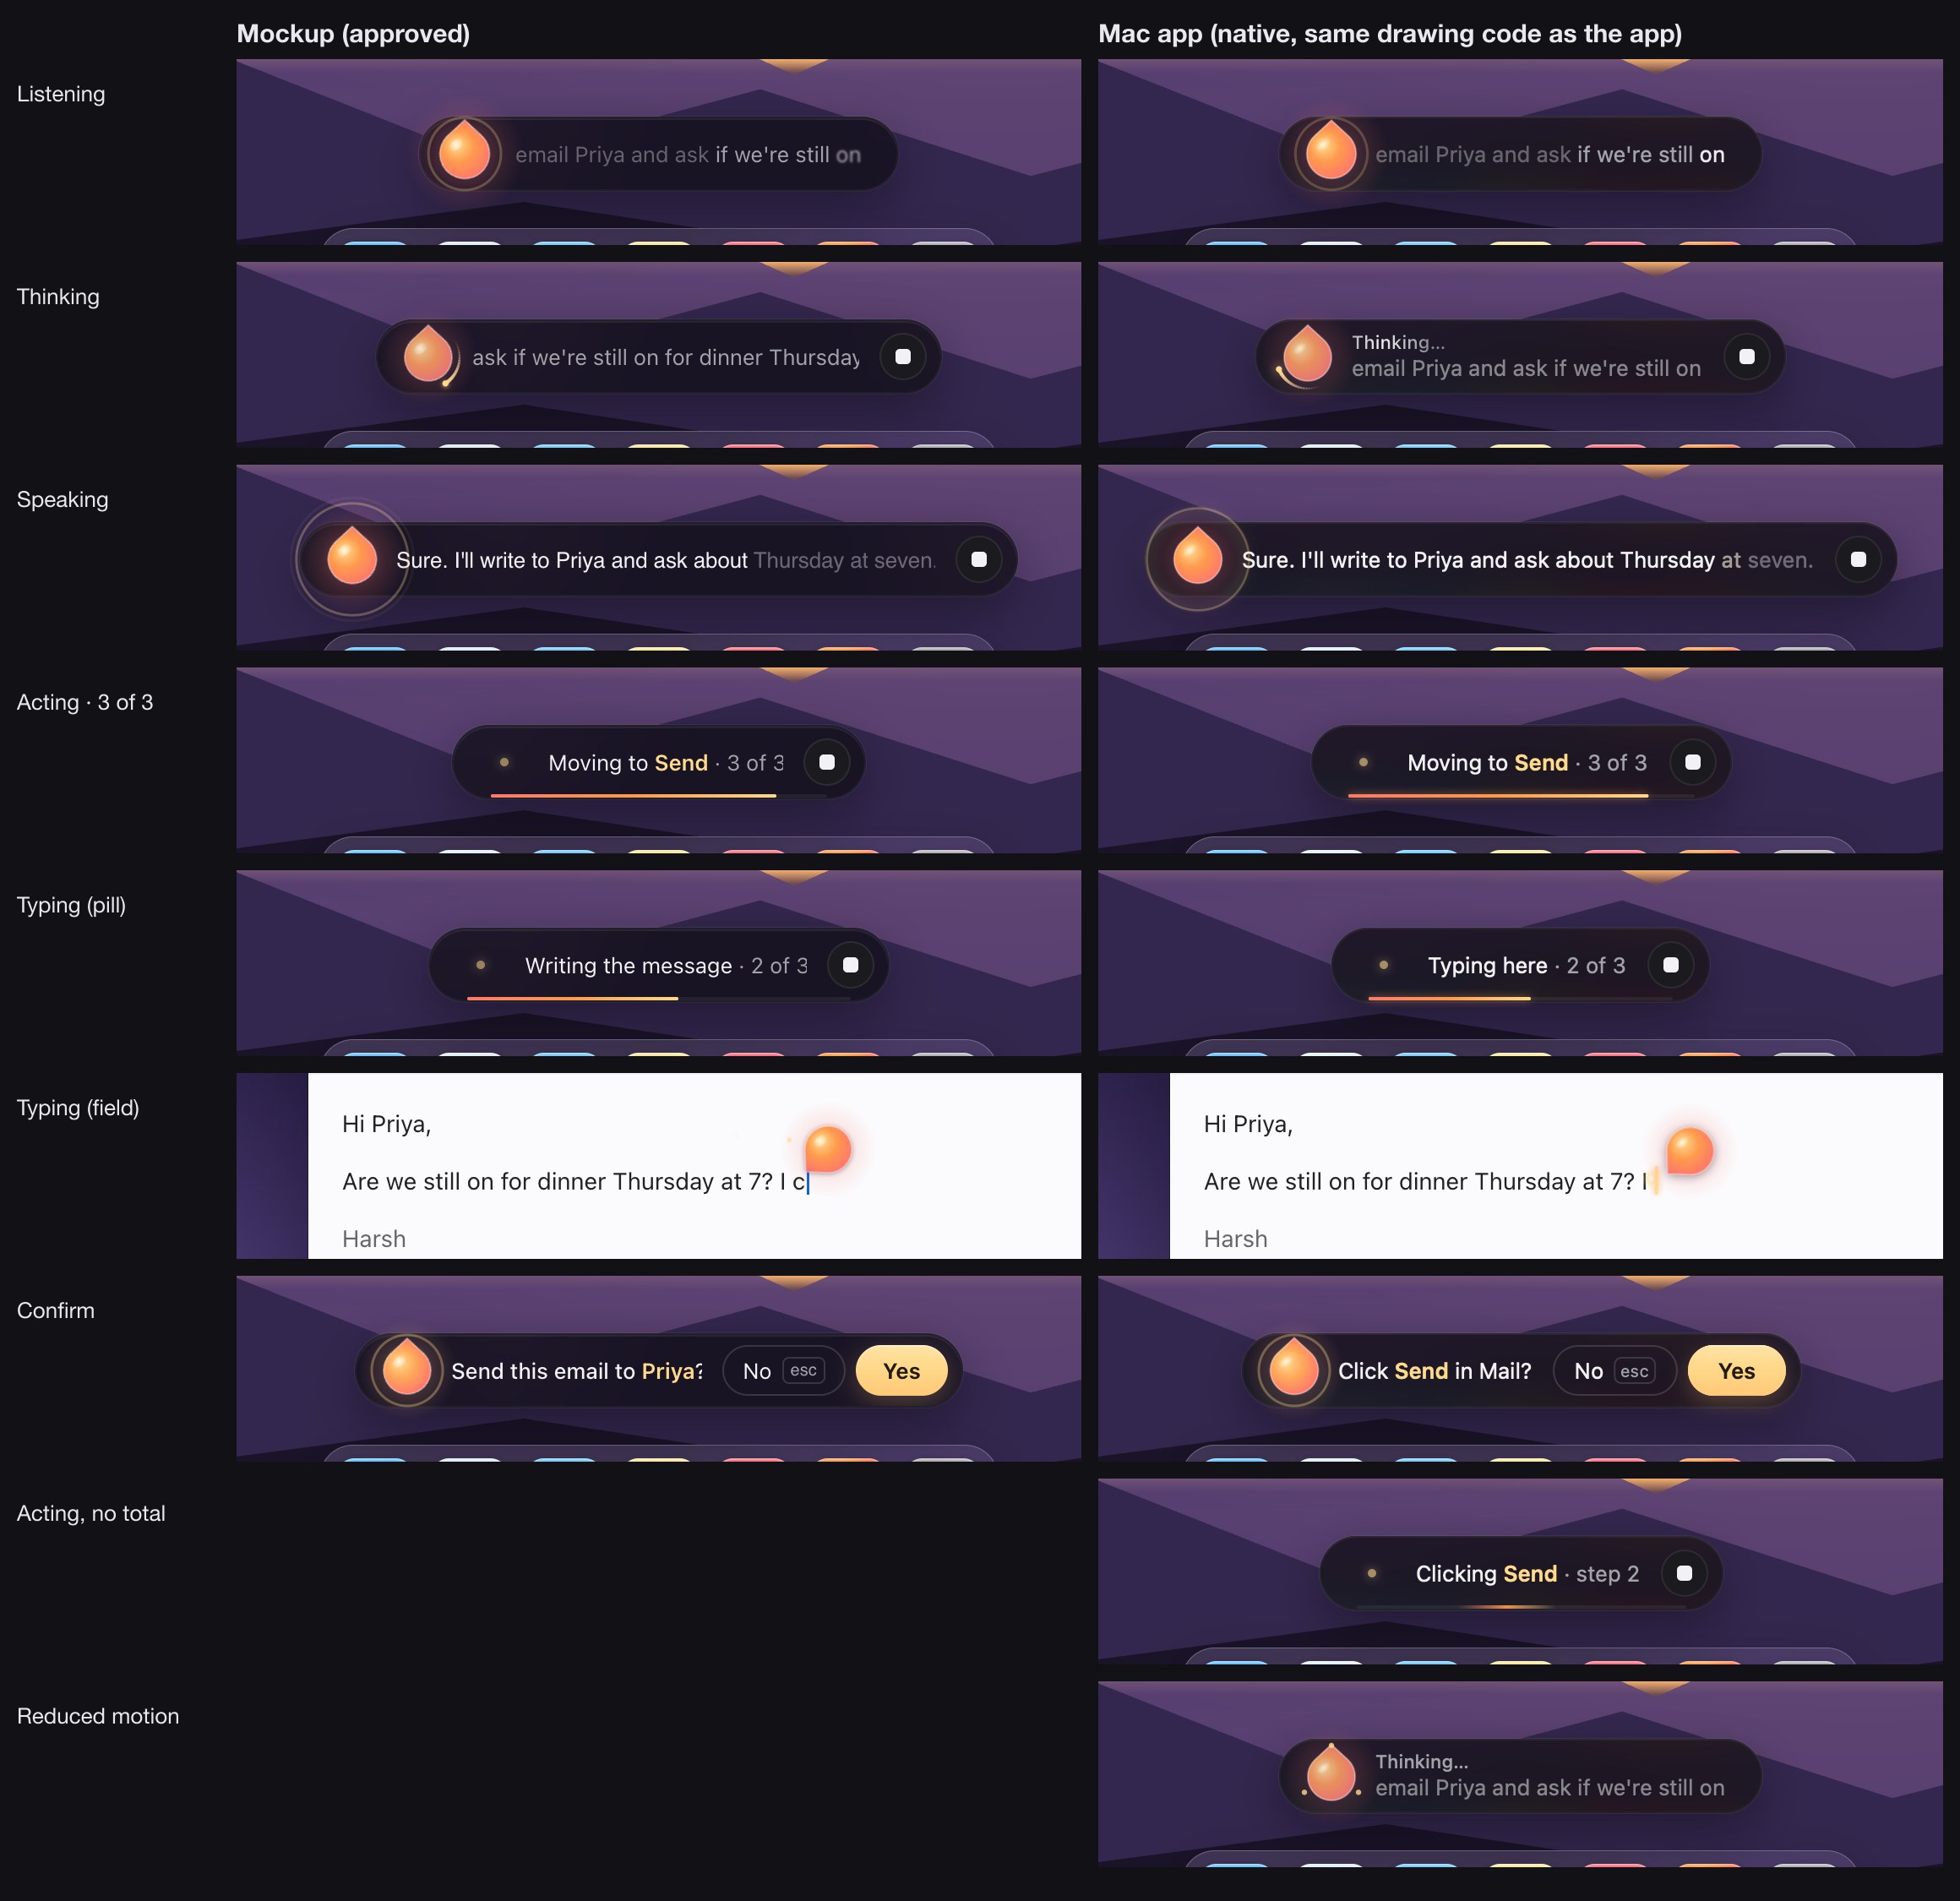 Mockup (approved)
Mac app (native, same drawing code as the app)
Listening
email Priya and ask if we're still on
email Priya and ask if we're still on
Thinking
ask if we're still on for dinner Thursday
Thinking...
email Priya and ask if we're still on
Speaking
Sure. I'll write to Priya and ask about Thursday at seven.
Sure. I'll write to Priya and ask about Thursday at seven.
Acting · 3 of 3
Moving to Send · 3 of 3
Moving to Send · 3 of 3
Typing (pill)
Writing the message · 2 of 3
Typing here · 2 of 3
Typing (field)
Hi Priya,
Are we still on for dinner Thursday at 7? I c
Harsh
Hi Priya,
Are we still on for dinner Thursday at 7? I
Harsh
Confirm
Send this email to Priya? No esc Yes
Click Send in Mail? No esc Yes
Acting, no total
Clicking Send · step 2
Reduced motion
Thinking...
email Priya and ask if we're still on